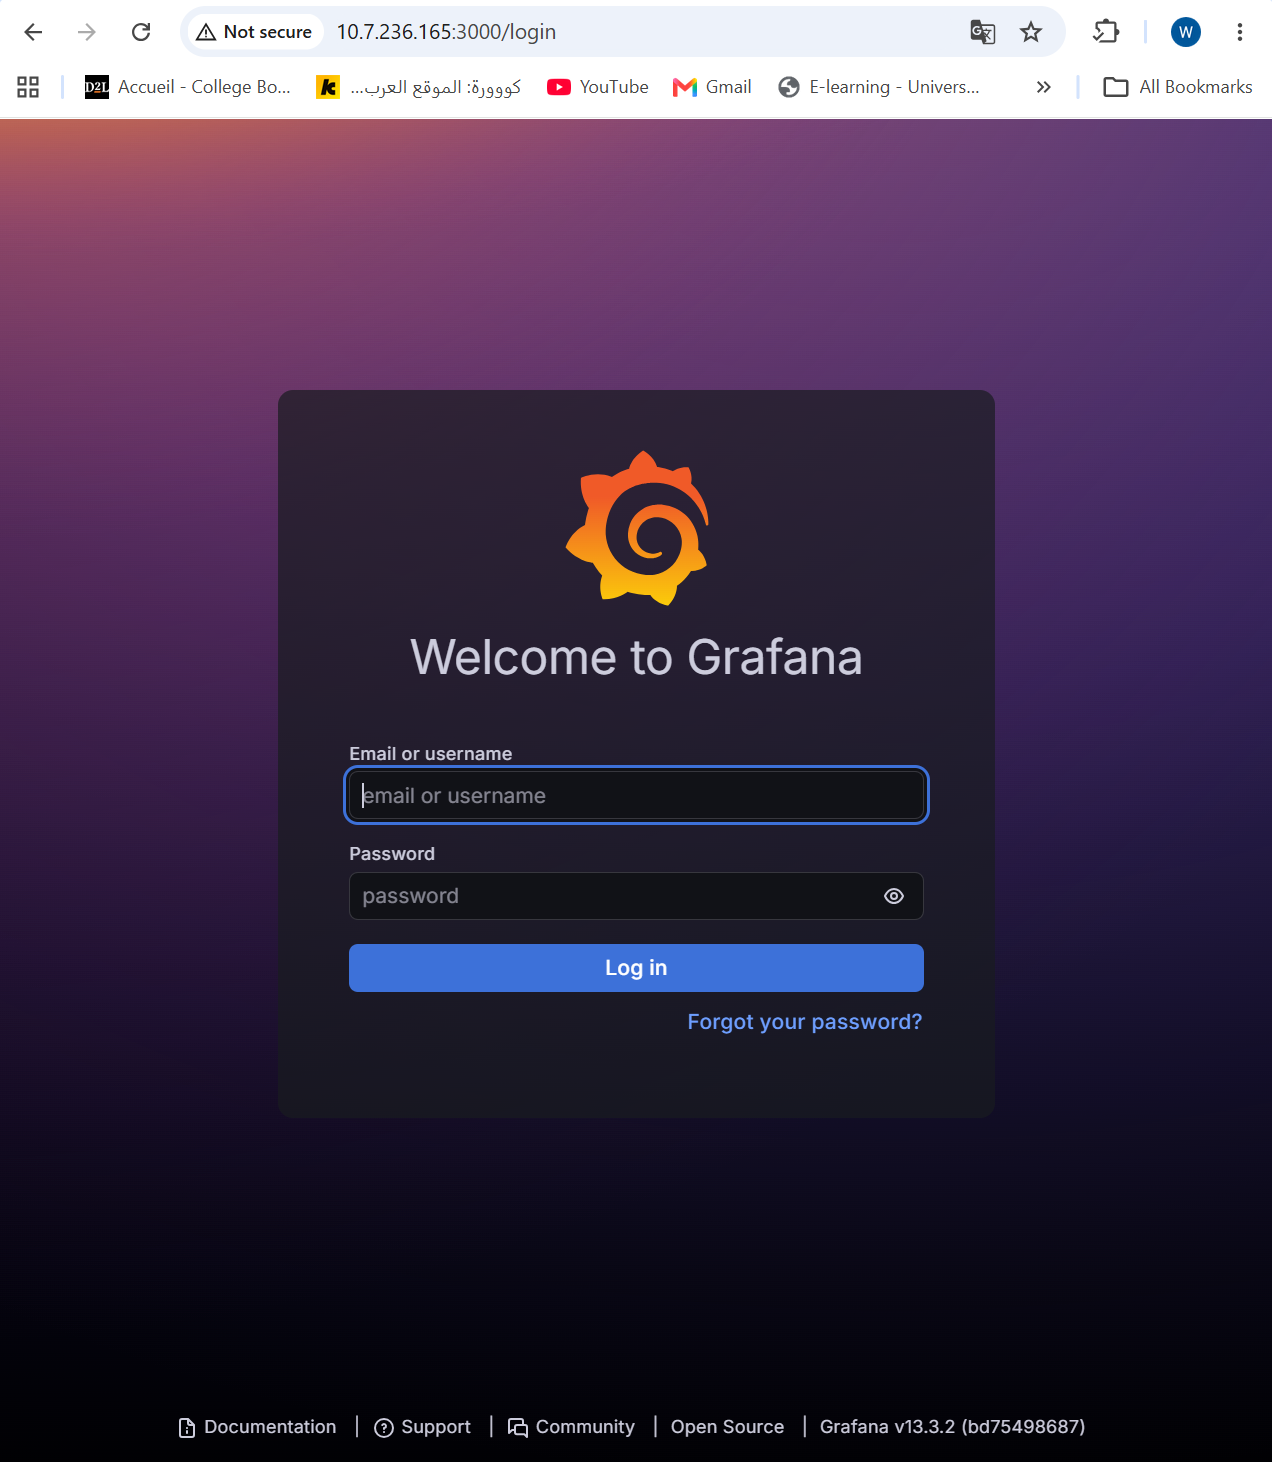 Not secure 10.7.236.165:3000/login W
D2L Accueil - College Bo... k كووورة: الموقع العرب... YouTube Gmail E-learning - Univers... All Bookmarks
Welcome to Grafana
Email or username
email or username
Password
password
Log in
Forgot your password?
Documentation | Support | Community | Open Source | Grafana v13.3.2 (bd75498687)